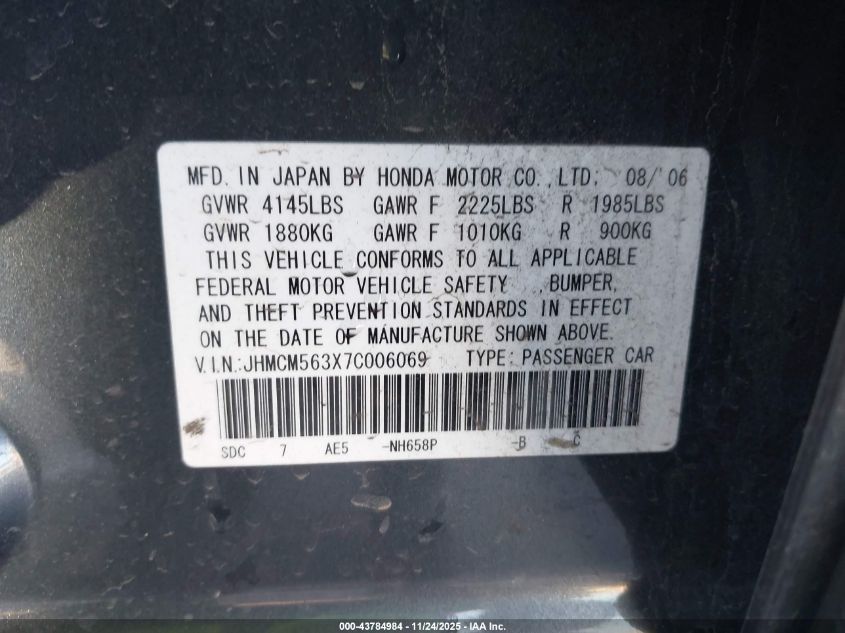 MFD. IN JAPAN BY HONDA MOTOR CO.,LTD. 08/'06
GVWR 4145LBS GAWR F 2225LBS R 1985LBS
GVWR 1880KG GAWR F 1010KG R 900KG
THIS VEHICLE CONFORMS TO ALL APPLICABLE
FEDERAL MOTOR VEHICLE SAFETY , BUMPER,
AND THEFT PREVENTION STANDARDS IN EFFECT
ON THE DATE OF MANUFACTURE SHOWN ABOVE.
V.I.N.:JHMCM563X7C006069 TYPE: PASSENGER CAR
SDC 7 AE5 -NH658P -B C
000-43784984 - 11/24/2025 - IAA Inc.